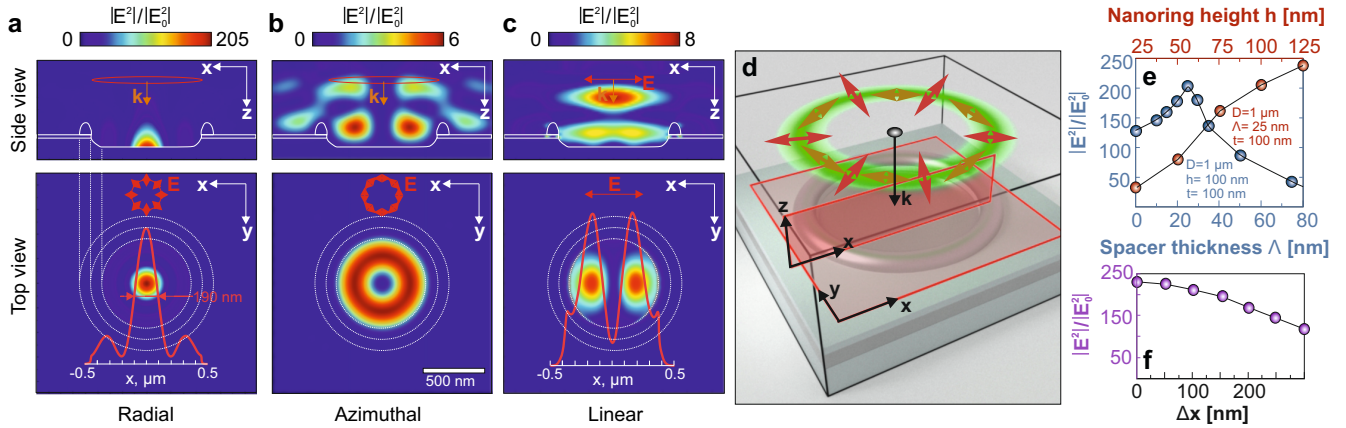 a
|E²|/|E₀²|
0
205
Side view
x
k
z
Top view
E
x
y
190 nm
-0.5
0.5
x, μm
Radial
b
|E²|/|E₀²|
0
6
x
k
z
E
x
y
500 nm
Azimuthal
c
|E²|/|E₀²|
0
8
x
E
z
E
x
y
-0.5
0.5
x, μm
Linear
d
k
z
x
y
x
Nanoring height h [nm]
25 50 75 100 125
e
|E²|/|E₀²|
250
200
150
100
50
D=1 μm
Λ= 25 nm
t= 100 nm
D=1 μm
h= 100 nm
t= 100 nm
0 20 40 60 80
Spacer thickness Λ [nm]
|E²|/|E₀²|
250
150
50
f
0 100 200
Δx [nm]